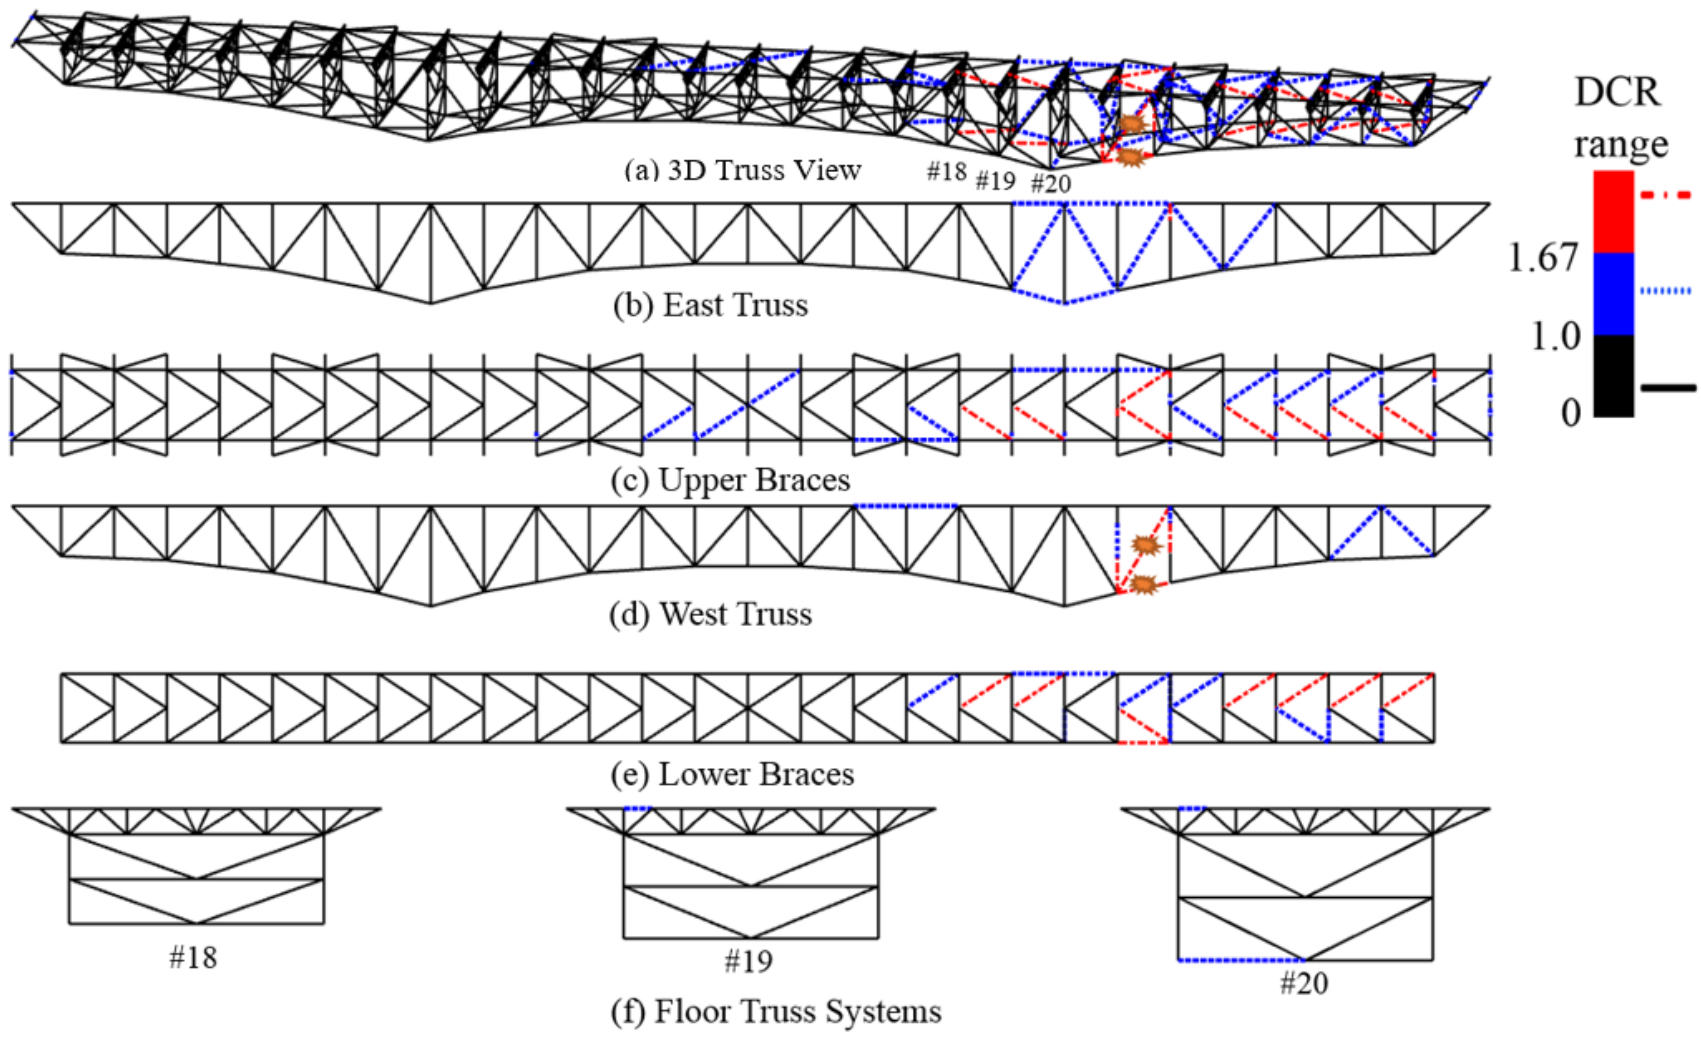 DCR
range
1.67
1.0
0
(a) 3D Truss View
#18
#19
#20
(b) East Truss
(c) Upper Braces
(d) West Truss
(e) Lower Braces
#18
#19
#20
(f) Floor Truss Systems